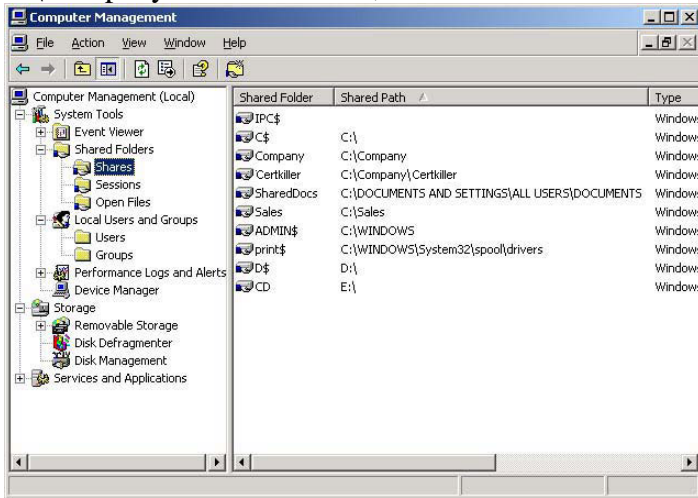 Computer Management
File Action View Window Help
Computer Management (Local)
System Tools
Event Viewer
Shared Folders
Shares
Sessions
Open Files
Local Users and Groups
Users
Groups
Performance Logs and Alerts
Device Manager
Storage
Removable Storage
Disk Defragmenter
Disk Management
Services and Applications
Shared Folder Shared Path Type
IPC$ Windows
C$ C:\ Windows
Company C:\Company Windows
Certkiller C:\Company\Certkiller Windows
SharedDocs C:\DOCUMENTS AND SETTINGS\ALL USERS\DOCUMENTS Windows
Sales C:\Sales Windows
ADMIN$ C:\WINDOWS Windows
print$ C:\WINDOWS\System32\spool\drivers Windows
D$ D:\ Windows
CD E:\ Windows